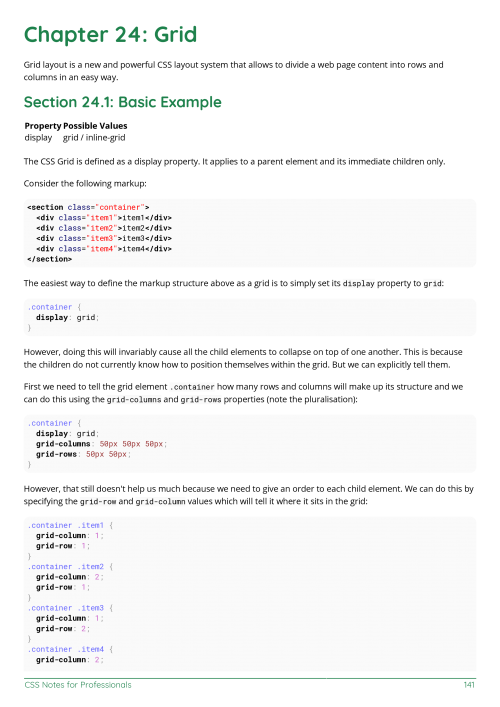 Chapter 24: Grid
Grid layout is a new and powerful CSS layout system that allows to divide a web page content into rows and
columns in an easy way.
Section 24.1: Basic Example
Property Possible Values
display grid / inline-grid
The CSS Grid is defined as a display property. It applies to a parent element and its immediate children only.
Consider the following markup:
<section class="container">
  <div class="item1">item1</div>
  <div class="item2">item2</div>
  <div class="item3">item3</div>
  <div class="item4">item4</div>
</section>
The easiest way to define the markup structure above as a grid is to simply set its display property to grid:
.container {
  display: grid;
}
However, doing this will invariably cause all the child elements to collapse on top of one another. This is because
the children do not currently know how to position themselves within the grid. But we can explicitly tell them.
First we need to tell the grid element .container how many rows and columns will make up its structure and we
can do this using the grid-columns and grid-rows properties (note the pluralisation):
.container {
  display: grid;
  grid-columns: 50px 50px 50px;
  grid-rows: 50px 50px;
}
However, that still doesn't help us much because we need to give an order to each child element. We can do this by
specifying the grid-row and grid-column values which will tell it where it sits in the grid:
.container .item1 {
  grid-column: 1;
  grid-row: 1;
}
.container .item2 {
  grid-column: 2;
  grid-row: 1;
}
.container .item3 {
  grid-column: 1;
  grid-row: 2;
}
.container .item4 {
  grid-column: 2;
CSS Notes for Professionals 141